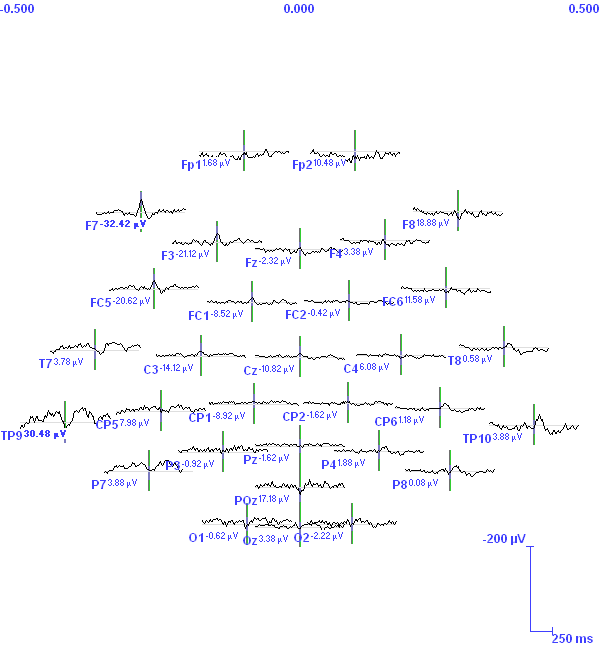 -0.500 0.000 0.500
Fp1 1.68 µV Fp2 10.48 µV
F7 -32.42 µV F8 18.88 µV
F3 -21.12 µV Fz -2.32 µV F4 3.38 µV
FC5 -20.62 µV FC6 11.58 µV
FC1 -8.52 µV FC2 -0.42 µV
T7 3.78 µV C3 -14.12 µV Cz -10.82 µV C4 6.08 µV T8 0.58 µV
CP5 7.98 µV CP1 -8.92 µV CP2 -1.62 µV CP6 1.18 µV
TP9 30.48 µV TP10 3.88 µV
P3 -0.92 µV Pz -1.62 µV P4 1.88 µV
P7 3.88 µV P8 0.08 µV
POz 17.18 µV
O1 -0.62 µV Oz 3.38 µV O2 -2.22 µV
-200 µV
250 ms